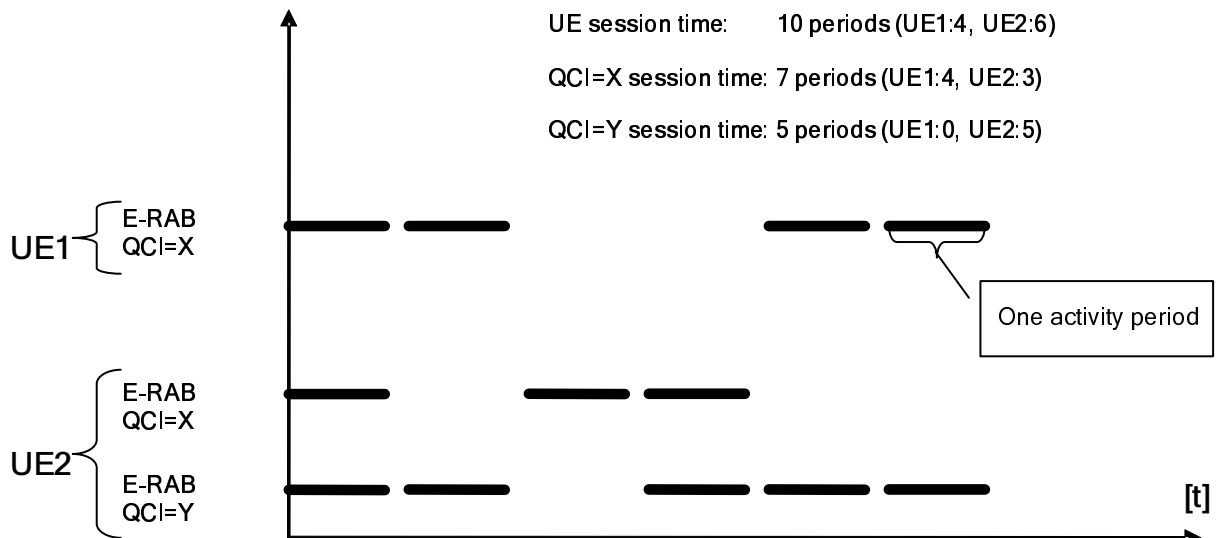 UE session time: 10 periods (UE1:4, UE2:6)
QCI=X session time: 7 periods (UE1:4, UE2:3)
QCI=Y session time: 5 periods (UE1:0, UE2:5)
UE1
E-RAB
QCI=X
One activity period
UE2
E-RAB
QCI=X
E-RAB
QCI=Y
[t]